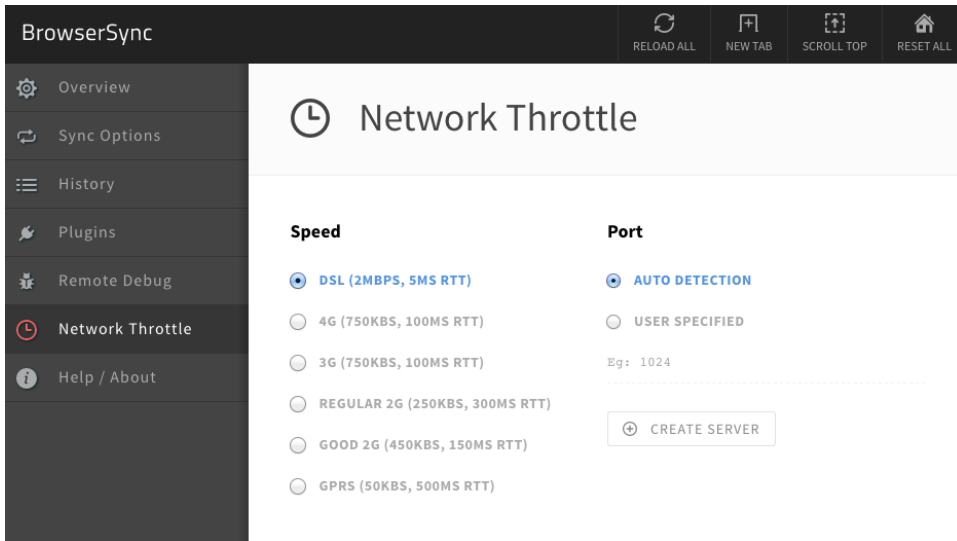 BrowserSync
RELOAD ALL
NEW TAB
SCROLL TOP
RESET ALL
Overview
Sync Options
History
Plugins
Remote Debug
Network Throttle
Help / About
Network Throttle
Speed
DSL (2MBPS, 5MS RTT)
4G (750KBS, 100MS RTT)
3G (750KBS, 100MS RTT)
REGULAR 2G (250KBS, 300MS RTT)
GOOD 2G (450KBS, 150MS RTT)
GPRS (50KBS, 500MS RTT)
Port
AUTO DETECTION
USER SPECIFIED
Eg: 1024
CREATE SERVER